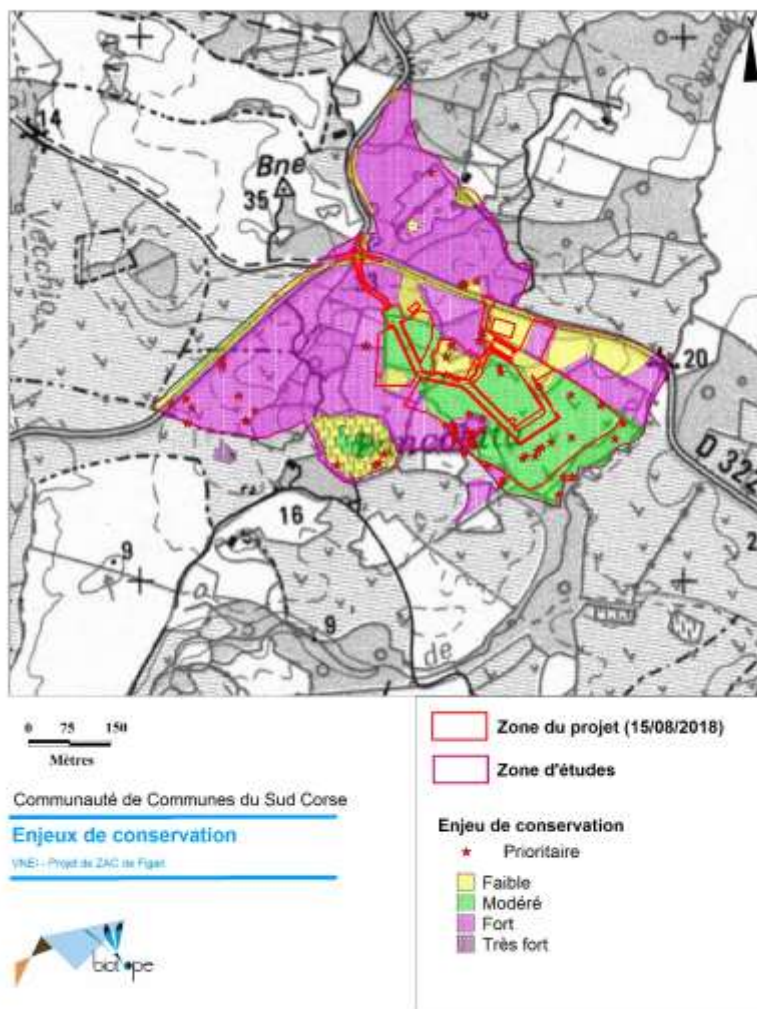 14
Bne
35
Vecchia
20
D 322
16
9
9
de
0 75 150
Mètres
Communauté de Communes du Sud Corse
Enjeux de conservation
VNEI - Projet de ZAC de Figari
biotope
Zone du projet (15/08/2018)
Zone d'études
Enjeu de conservation
Prioritaire
Faible
Modéré
Fort
Très fort